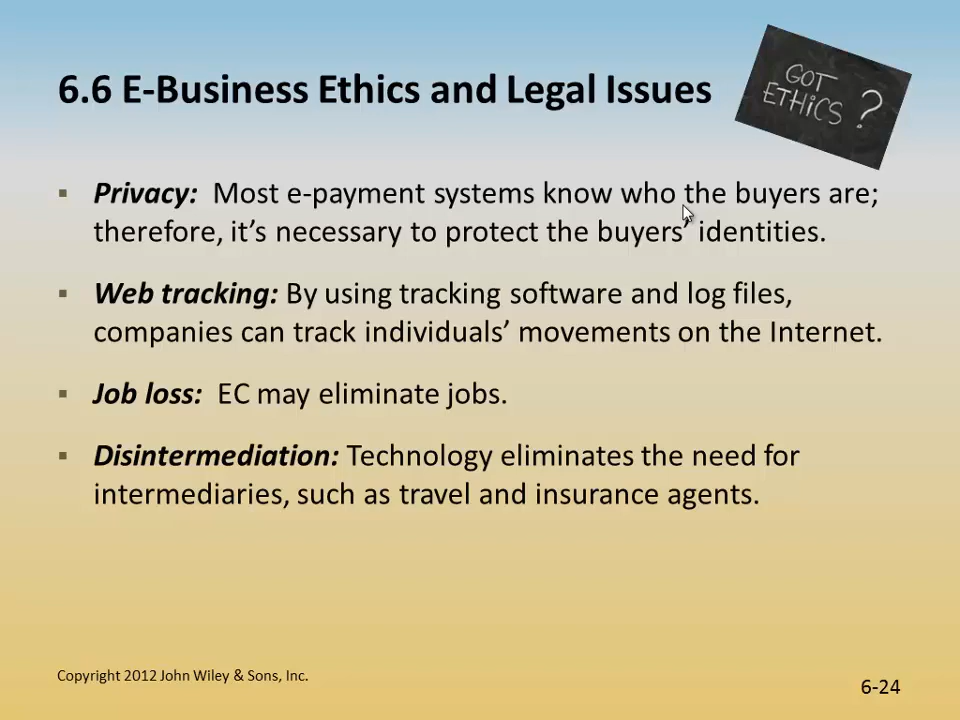 6.6 E-Business Ethics and Legal Issues
GOT
ETHiCS ?
▪ Privacy: Most e-payment systems know who the buyers are;
therefore, it’s necessary to protect the buyers’ identities.
▪ Web tracking: By using tracking software and log files,
companies can track individuals’ movements on the Internet.
▪ Job loss: EC may eliminate jobs.
▪ Disintermediation: Technology eliminates the need for
intermediaries, such as travel and insurance agents.
Copyright 2012 John Wiley & Sons, Inc.
6-24